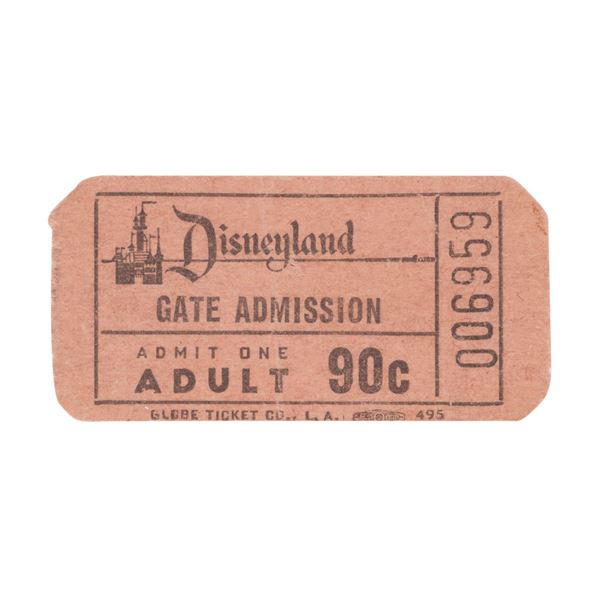 Disneyland
GATE ADMISSION
ADMIT ONE
ADULT 90c
GLOBE TICKET CO., L.A. 495
006959